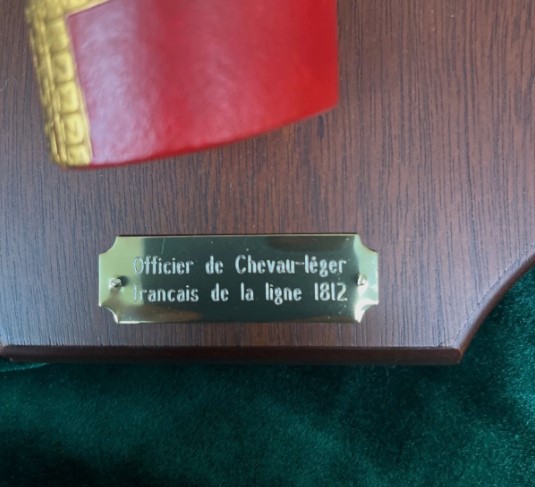 Officier de Chevau-léger
francais de la ligne 1812